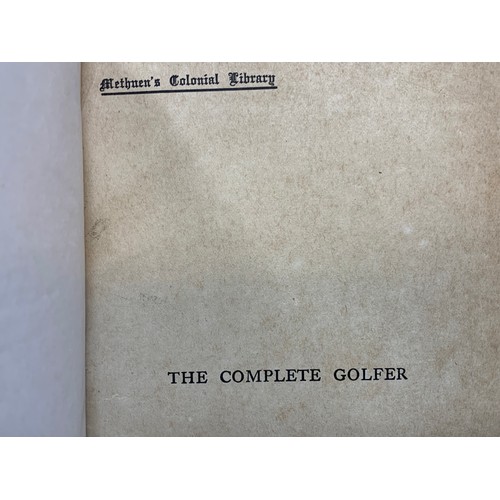 Methuen's Colonial Library
THE COMPLETE GOLFER